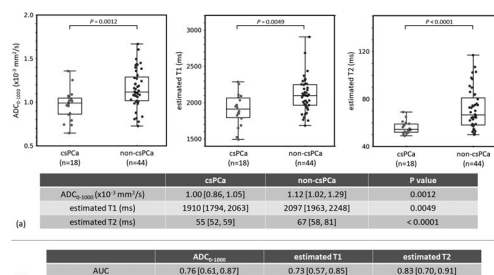 P = 0.0012
P = 0.0049
P < 0.0001
ADC0-1000 (x10-3 mm2/s)
2.0
1.5
1.0
0.5
csPCa
(n=18)
non-csPCa
(n=44)
estimated T1 (ms)
3000
2500
2000
1500
csPCa
(n=18)
non-csPCa
(n=44)
estimated T2 (ms)
120
80
40
csPCa
(n=18)
non-csPCa
(n=44)
csPCa non-csPCa P value
ADC0-1000 (x10-3 mm2/s) 1.00 [0.86, 1.05] 1.12 [1.02, 1.29] 0.0012
estimated T1 (ms) 1910 [1794, 2063] 2097 [1963, 2248] 0.0049
estimated T2 (ms) 55 [52, 59] 67 [58, 81] < 0.0001
(a)
ADC0-1000 estimated T1 estimated T2
AUC 0.76 [0.61, 0.87] 0.73 [0.57, 0.85] 0.83 [0.70, 0.91]